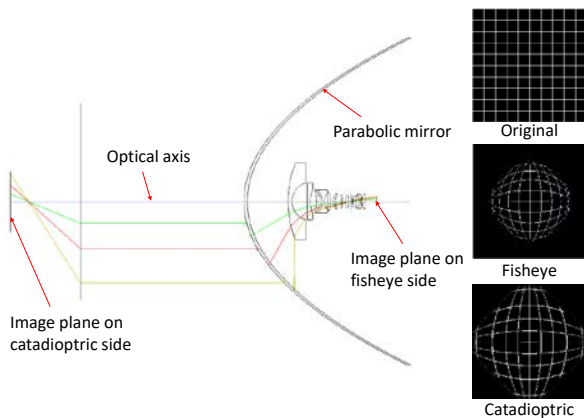 Optical axis
Parabolic mirror
Image plane on
fisheye side
Image plane on
catadioptric side
Original
Fisheye
Catadioptric